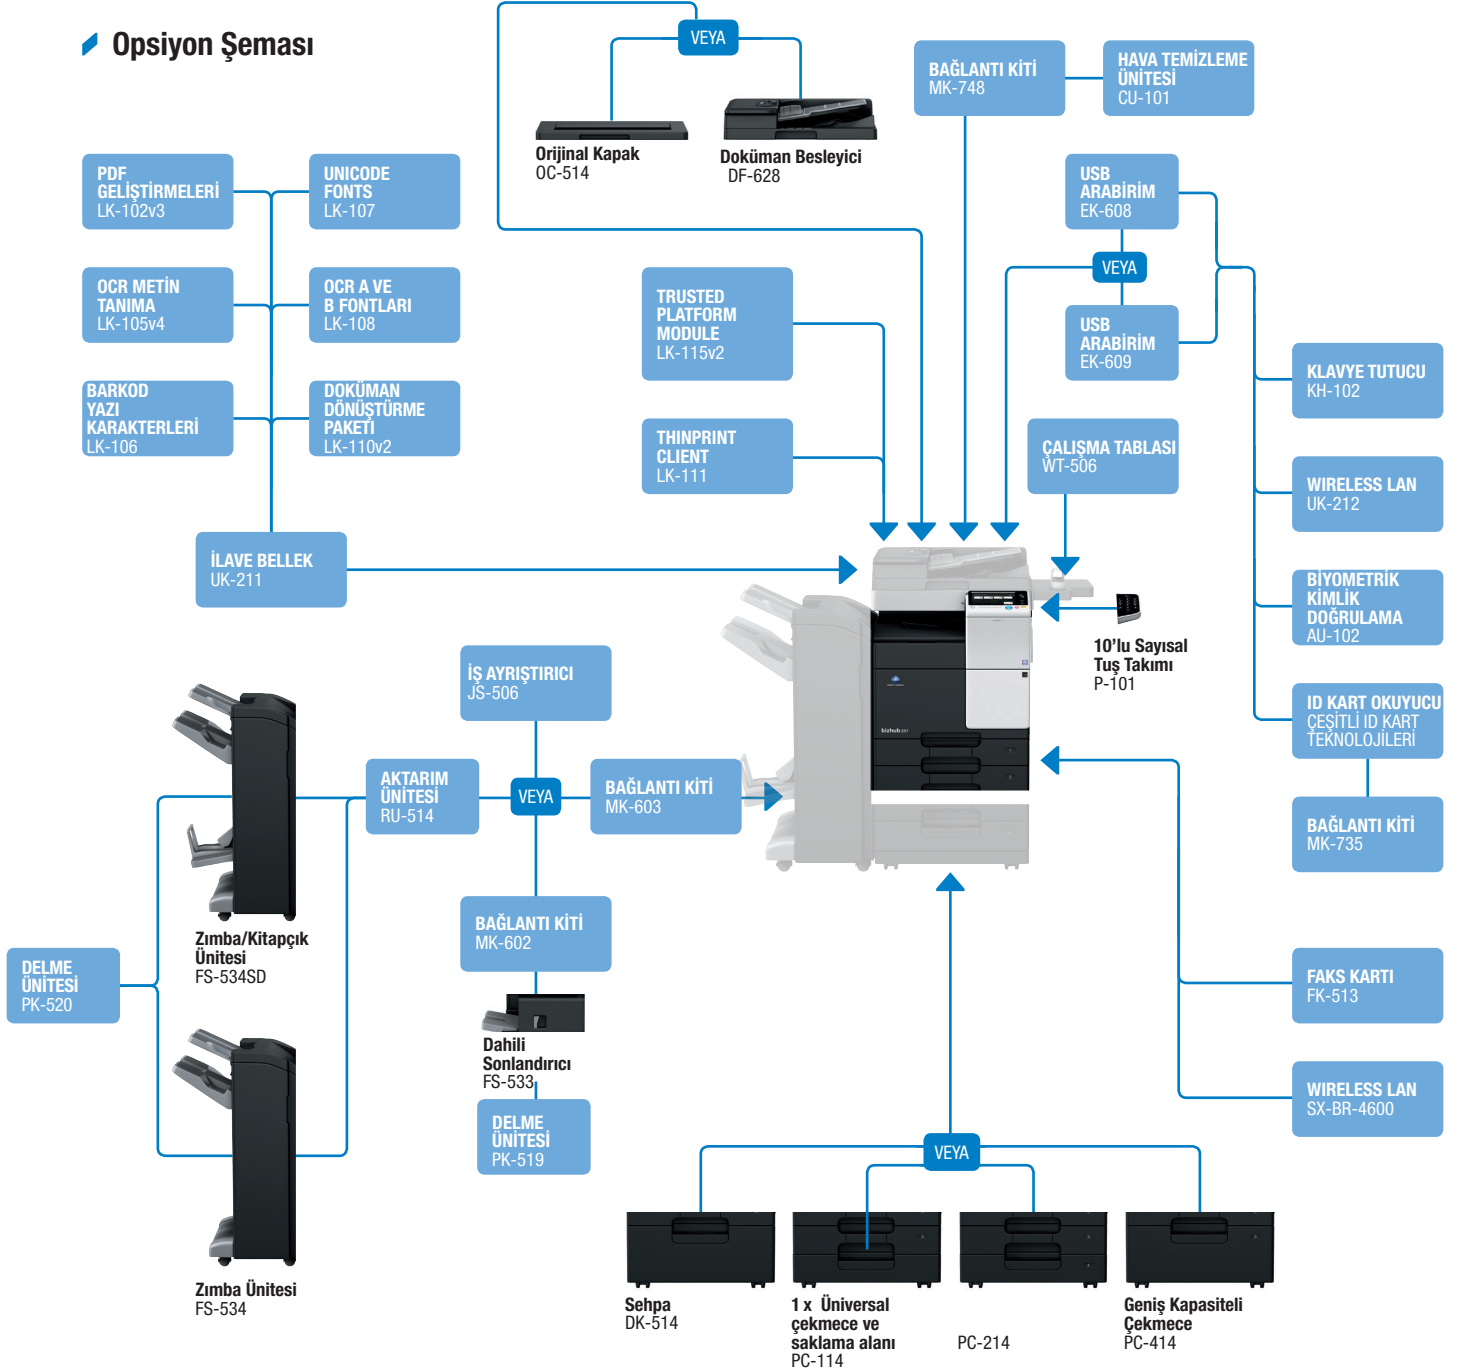 Opsiyon Şeması
VEYA
Orijinal Kapak
OC-514
Doküman Besleyici
DF-628
BAĞLANTI KİTİ
MK-748
HAVA TEMİZLEME
ÜNİTESİ
CU-101
PDF
GELİŞTİRMELERİ
LK-102v3
UNICODE
FONTS
LK-107
OCR METİN
TANIMA
LK-105v4
OCR A VE
B FONTLARI
LK-108
BARKOD
YAZI
KARAKTERLERİ
LK-106
DOKÜMAN
DÖNÜŞTÜRME
PAKETİ
LK-110v2
İLAVE BELLEK
UK-211
TRUSTED
PLATFORM
MODULE
LK-115v2
THINPRINT
CLIENT
LK-111
USB
ARABİRİM
EK-608
VEYA
USB
ARABİRİM
EK-609
ÇALIŞMA TABLASI
WT-506
KLAVYE TUTUCU
KH-102
WIRELESS LAN
UK-212
BİYOMETRİK
KİMLİK
DOĞRULAMA
AU-102
ID KART OKUYUCU
ÇEŞİTLİ ID KART
TEKNOLOJİLERİ
BAĞLANTI KİTİ
MK-735
10'lu Sayısal
Tuş Takımı
P-101
bizhub
İŞ AYRIŞTIRICI
JS-506
AKTARIM
ÜNİTESİ
RU-514
VEYA
BAĞLANTI KİTİ
MK-603
BAĞLANTI KİTİ
MK-602
Dahili
Sonlandırıcı
FS-533
DELME
ÜNİTESİ
PK-519
Zımba/Kitapçık
Ünitesi
FS-534SD
DELME
ÜNİTESİ
PK-520
Zımba Ünitesi
FS-534
FAKS KARTI
FK-513
WIRELESS LAN
SX-BR-4600
VEYA
Sehpa
DK-514
1 x Üniversal
çekmece ve
saklama alanı
PC-114
PC-214
Geniş Kapasiteli
Çekmece
PC-414